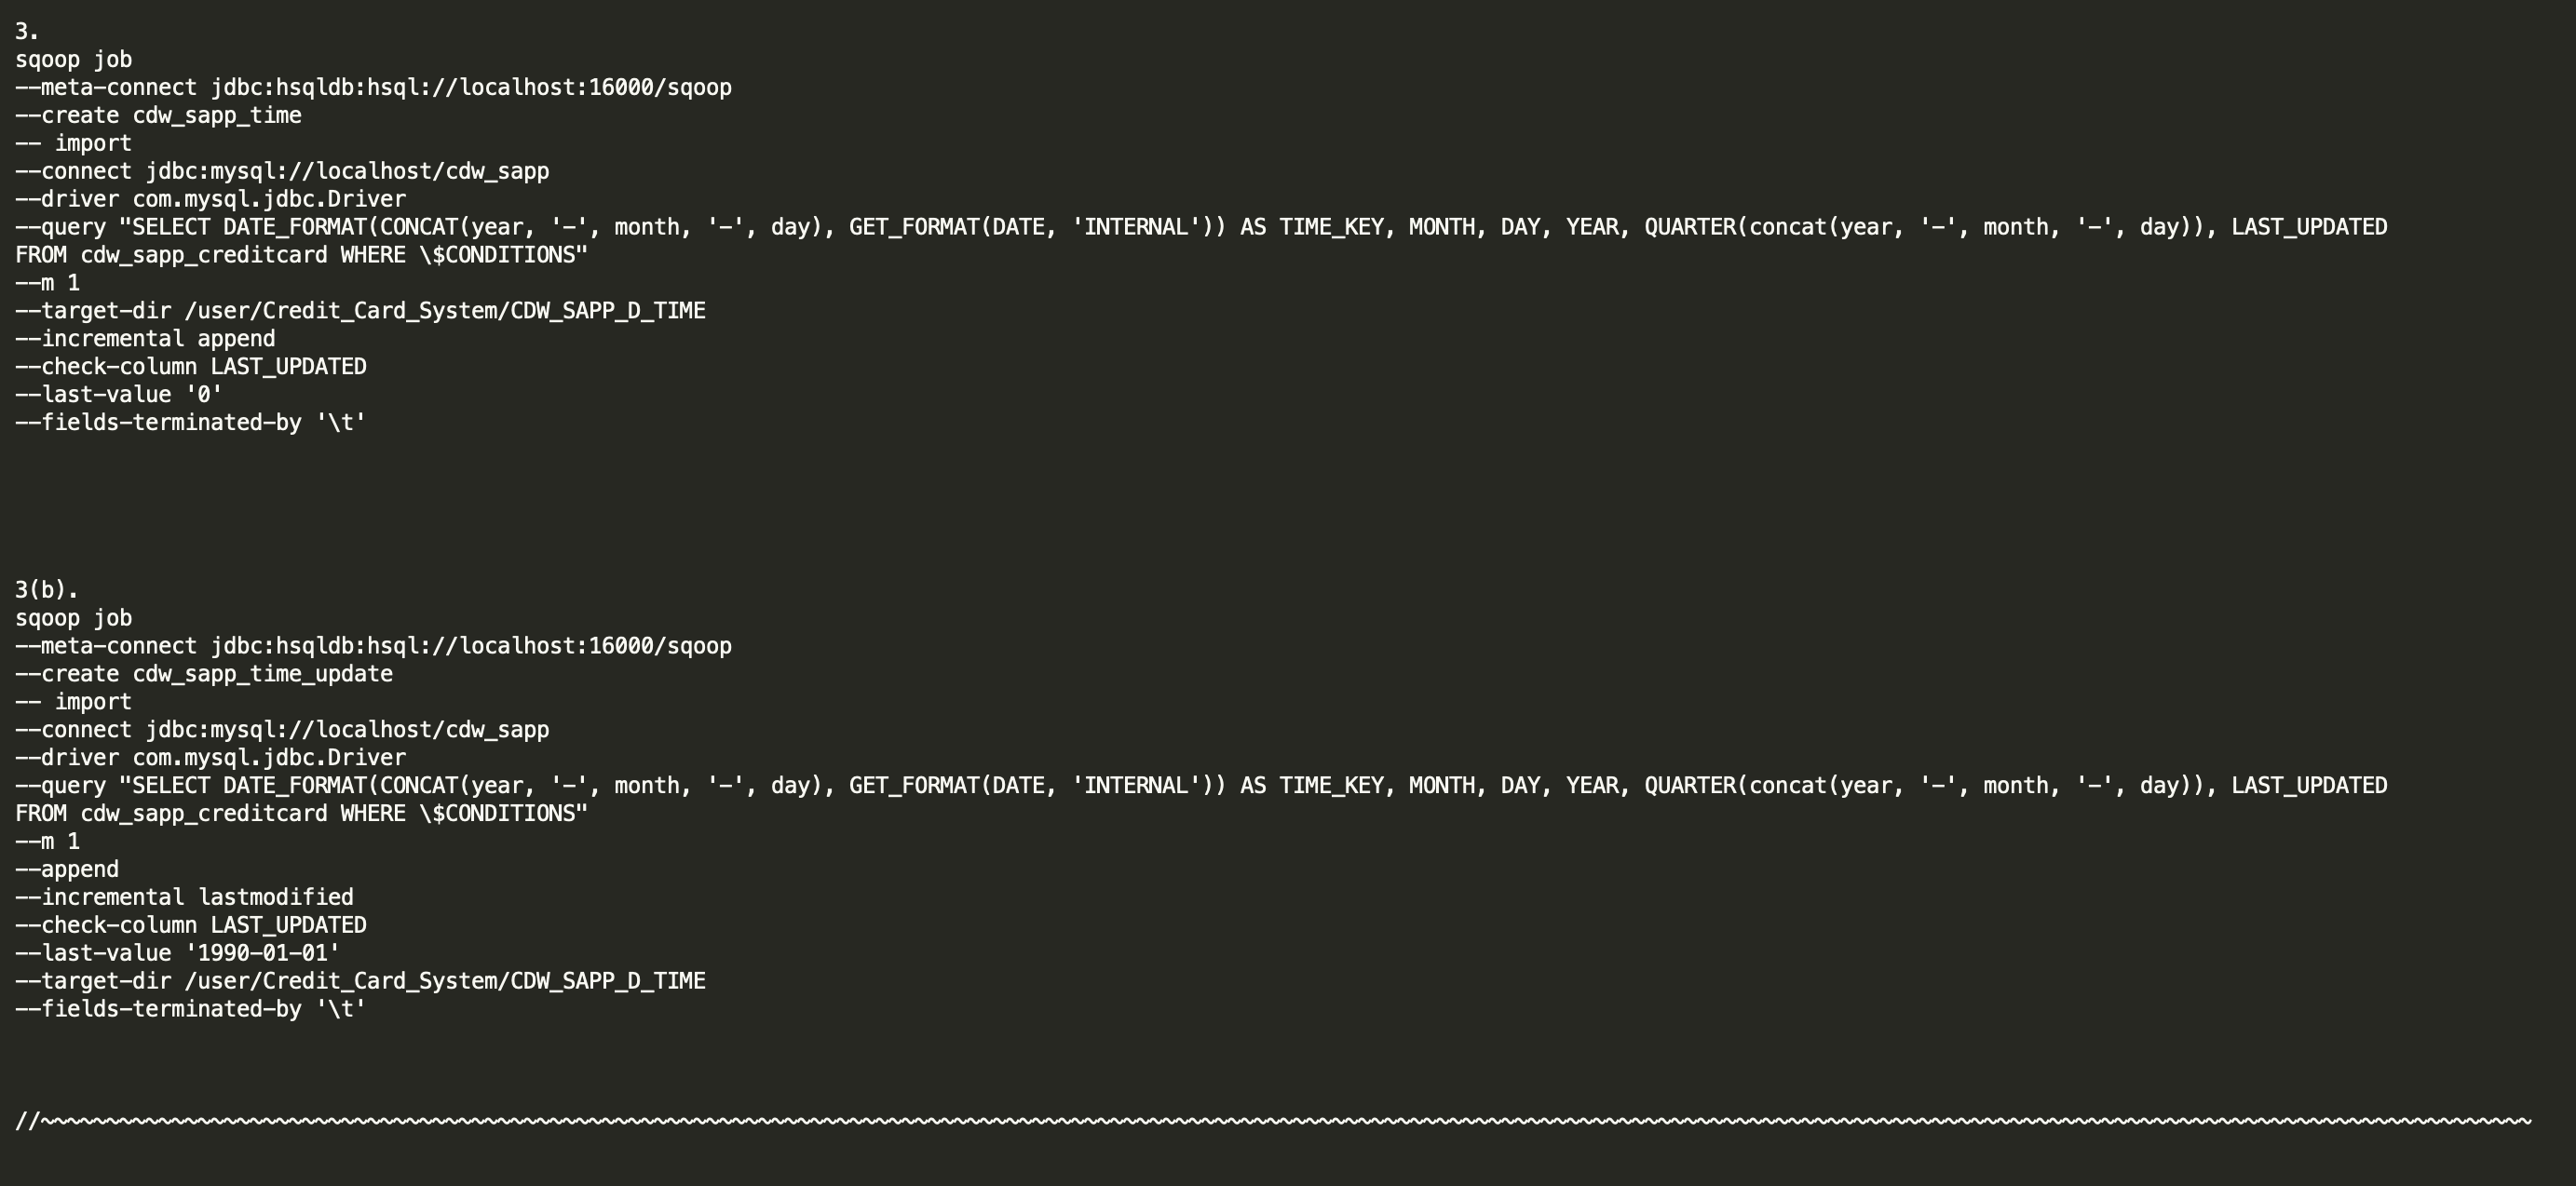 3.
sqoop job
--meta-connect jdbc:hsqldb:hsql://localhost:16000/sqoop
--create cdw_sapp_time
-- import
--connect jdbc:mysql://localhost/cdw_sapp
--driver com.mysql.jdbc.Driver
--query "SELECT DATE_FORMAT(CONCAT(year, '-', month, '-', day), GET_FORMAT(DATE, 'INTERNAL')) AS TIME_KEY, MONTH, DAY, YEAR, QUARTER(concat(year, '-', month, '-', day)), LAST_UPDATED
FROM cdw_sapp_creditcard WHERE \$CONDITIONS"
--m 1
--target-dir /user/Credit_Card_System/CDW_SAPP_D_TIME
--incremental append
--check-column LAST_UPDATED
--last-value '0'
--fields-terminated-by '\t'
3(b).
sqoop job
--meta-connect jdbc:hsqldb:hsql://localhost:16000/sqoop
--create cdw_sapp_time_update
-- import
--connect jdbc:mysql://localhost/cdw_sapp
--driver com.mysql.jdbc.Driver
--query "SELECT DATE_FORMAT(CONCAT(year, '-', month, '-', day), GET_FORMAT(DATE, 'INTERNAL')) AS TIME_KEY, MONTH, DAY, YEAR, QUARTER(concat(year, '-', month, '-', day)), LAST_UPDATED
FROM cdw_sapp_creditcard WHERE \$CONDITIONS"
--m 1
--append
--incremental lastmodified
--check-column LAST_UPDATED
--last-value '1990-01-01'
--target-dir /user/Credit_Card_System/CDW_SAPP_D_TIME
--fields-terminated-by '\t'
//~~~~~~~~~~~~~~~~~~~~~~~~~~~~~~~~~~~~~~~~~~~~~~~~~~~~~~~~~~~~~~~~~~~~~~~~~~~~~~~~~~~~~~~~~~~~~~~~~~~~~~~~~~~~~~~~~~~~~~~~~~~~~~~~~~~~~~~~~~~~~~~~~~~~~~~~~~~~~~~~~~~~~~~~~~~~~~~~~~~~~~~~~~~~~~~~~~~